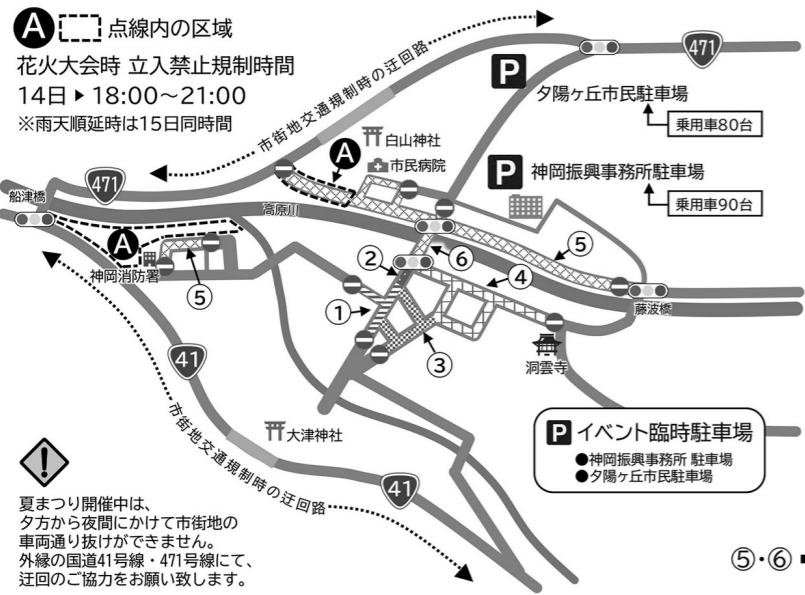 A 点線内の区域
花火大会時 立入禁止規制時間
14日▶18:00〜21:00
※雨天順延時は15日同時間
市街地交通規制時の迂回路
471
P
夕陽ヶ丘市民駐車場
乗用車80台
白山神社
A
市民病院
P 神岡振興事務所駐車場
乗用車90台
471
船津橋
高原川
A
神岡消防署
⑤
②
⑥
④
⑤
①
③
藤波橋
洞雲寺
41
市街地交通規制時の迂回路
大津神社
41
P イベント臨時駐車場
●神岡振興事務所 駐車場
●夕陽ヶ丘市民駐車場
!
夏まつり開催中は、
夕方から夜間にかけて市街地の
車両通り抜けができません。
外縁の国道41号線・471号線にて、
迂回のご協力をお願い致します。
⑤・⑥